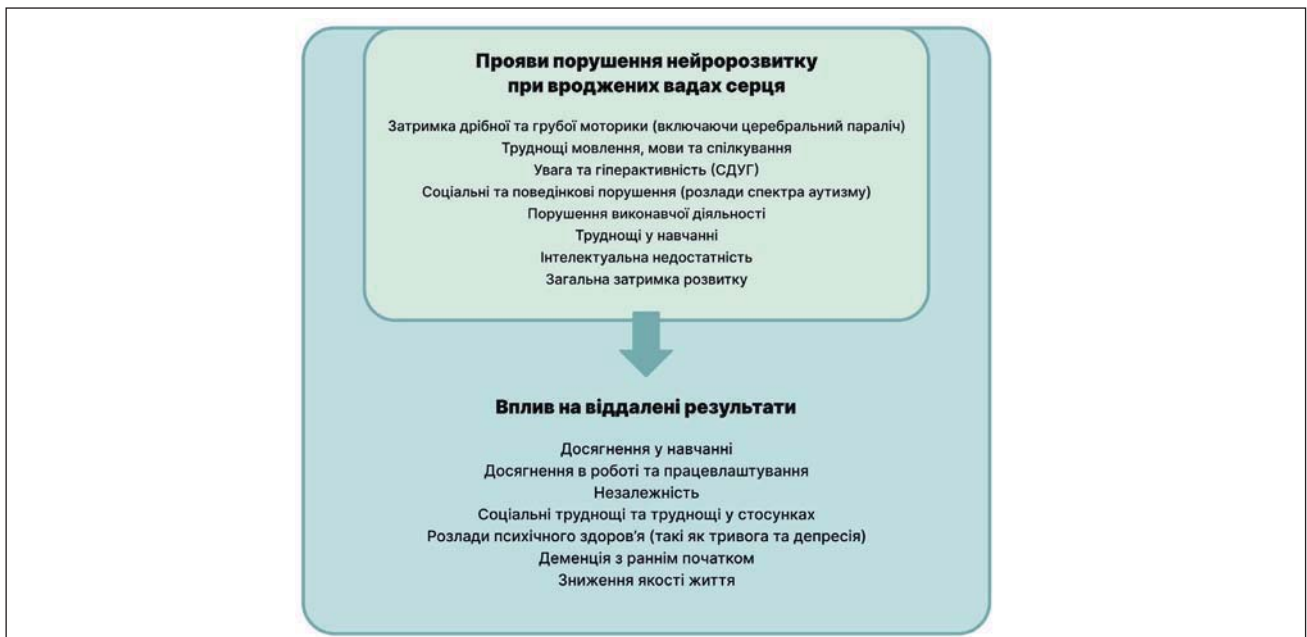 Прояви порушення нейророзвитку
при вроджених вадах серця
Затримка дрібної та грубої моторики (включаючи церебральний параліч)
Труднощі мовлення, мови та спілкування
Увага та гіперактивність (СДУГ)
Соціальні та поведінкові порушення (розлади спектра аутизму)
Порушення виконавчої діяльності
Труднощі у навчанні
Інтелектуальна недостатність
Загальна затримка розвитку
Вплив на віддалені результати
Досягнення у навчанні
Досягнення в роботі та працевлаштування
Незалежність
Соціальні труднощі та труднощі у стосунках
Розлади психічного здоров’я (такі як тривога та депресія)
Деменція з раннім початком
Зниження якості життя